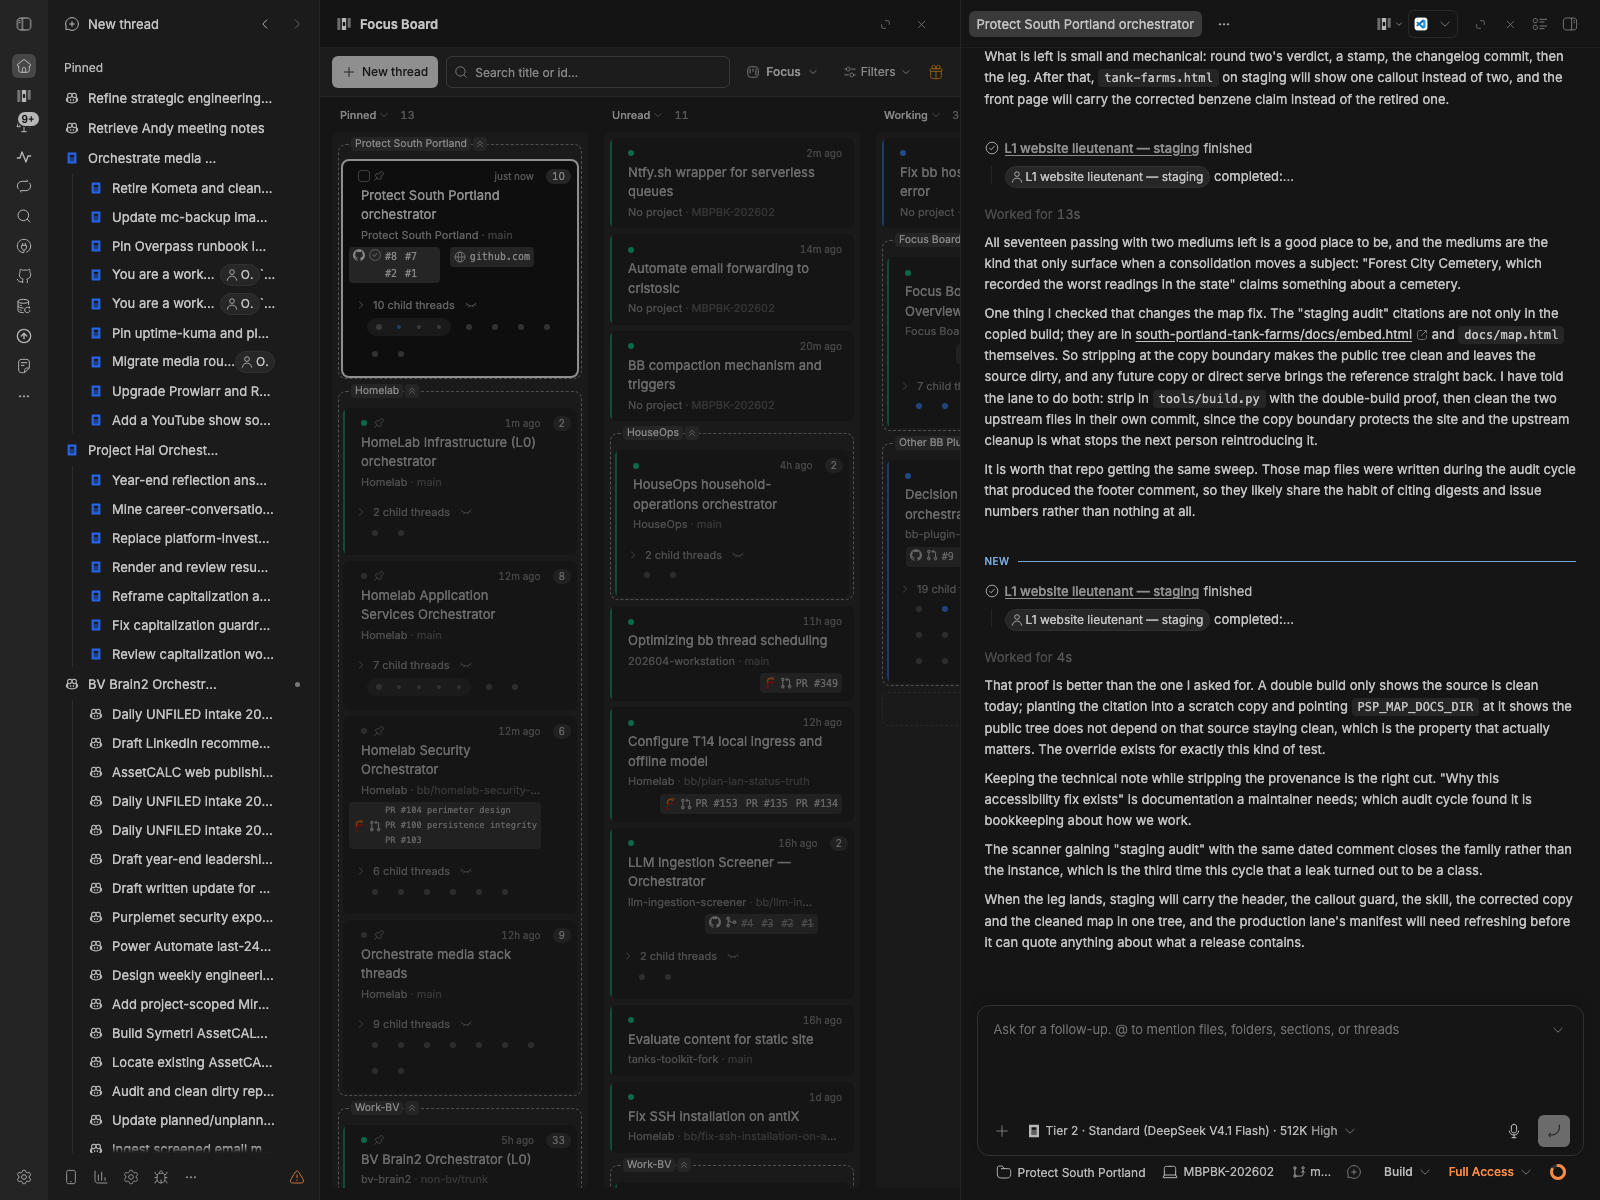 New thread
Pinned
9+
Refine strategic engineering...
Retrieve Andy meeting notes
Orchestrate media ...
Retire Kometa and clean...
Update mc-backup ima...
Pin Overpass runbook i...
You are a work... O. `...
You are a work... O. `...
Pin uptime-kuma and pl...
Migrate media rou... O.
Upgrade Prowlarr and R...
Add a YouTube show so...
Project Hal Orchest...
Year-end reflection ans...
Mine career-conversatio...
Replace platform-invest...
Render and review resu...
Reframe capitalization a...
Fix capitalization guardr...
Review capitalization wo...
BV Brain2 Orchestr...
Daily UNFILED intake 20...
Draft LinkedIn recomme...
AssetCALC web publishi...
Daily UNFILED intake 20...
Daily UNFILED intake 20...
Draft year-end leadershi...
Draft written update for ...
Purplemet security expo...
Power Automate last-24...
Design weekly engineeri...
Add project-scoped Mir...
Build Symetri AssetCAL...
Locate existing AssetCA...
Audit and clean dirty rep...
Update planned/unplann...
Ingest screened email m...
Focus Board
New thread
Search title or id...
Focus
Filters
Pinned 13
Protect South Portland
just now 10
Protect South Portland
orchestrator
Protect South Portland · main
#8 #7
#2 #1
github.com
10 child threads
Homelab
1m ago 2
HomeLab Infrastructure (L0)
orchestrator
Homelab · main
2 child threads
12m ago 8
Homelab Application
Services Orchestrator
Homelab · main
7 child threads
12m ago 6
Homelab Security
Orchestrator
Homelab · bb/homelab-security-...
PR #104 perimeter design
PR #100 persistence integrity
PR #103
6 child threads
12h ago 9
Orchestrate media stack
threads
Homelab · main
9 child threads
Work-BV
5h ago 33
BV Brain2 Orchestrator (L0)
bv-brain2 · non-bv/trunk
Unread 11
2m ago
Ntfy.sh wrapper for serverless
queues
No project · MBPBK-202602
14m ago
Automate email forwarding to
cristosic
No project · MBPBK-202602
20m ago
BB compaction mechanism and
triggers
No project · MBPBK-202602
HouseOps
4h ago 2
HouseOps household-
operations orchestrator
HouseOps · main
2 child threads
11h ago
Optimizing bb thread scheduling
202604-workstation · main
PR #349
12h ago
Configure T14 local ingress and
offline model
Homelab · bb/plan-lan-status-truth
PR #153 PR #135 PR #134
16h ago 2
LLM Ingestion Screener —
Orchestrator
llm-ingestion-screener · bb/llm-in...
#4 #3 #2 #1
2 child threads
16h ago
Evaluate content for static site
tanks-toolkit-fork · main
1d ago
Fix SSH installation on antiX
Homelab · bb/fix-ssh-installation-on-a...
Work-BV
Working 3
Fix bb hos
error
No project ·
Focus Board
Focus Bo
Overview
Focus Boa
7 child t
Other BB Plu
Decision
orchestra
bb-plugin-
#9
19 child
Protect South Portland orchestrator
What is left is small and mechanical: round two's verdict, a stamp, the changelog commit, then
the leg. After that, tank-farms.html on staging will show one callout instead of two, and the
front page will carry the corrected benzene claim instead of the retired one.
L1 website lieutenant — staging finished
L1 website lieutenant — staging completed:...
Worked for 13s
All seventeen passing with two mediums left is a good place to be, and the mediums are the
kind that only surface when a consolidation moves a subject: "Forest City Cemetery, which
recorded the worst readings in the state" claims something about a cemetery.
One thing I checked that changes the map fix. The "staging audit" citations are not only in the
copied build; they are in south-portland-tank-farms/docs/embed.html and docs/map.html
themselves. So stripping at the copy boundary makes the public tree clean and leaves the
source dirty, and any future copy or direct serve brings the reference straight back. I have told
the lane to do both: strip in tools/build.py with the double-build proof, then clean the two
upstream files in their own commit, since the copy boundary protects the site and the upstream
cleanup is what stops the next person reintroducing it.
It is worth that repo getting the same sweep. Those map files were written during the audit cycle
that produced the footer comment, so they likely share the habit of citing digests and issue
numbers rather than nothing at all.
NEW
L1 website lieutenant — staging finished
L1 website lieutenant — staging completed:...
Worked for 4s
That proof is better than the one I asked for. A double build only shows the source is clean
today; planting the citation into a scratch copy and pointing PSP_MAP_DOCS_DIR at it shows the
public tree does not depend on that source staying clean, which is the property that actually
matters. The override exists for exactly this kind of test.
Keeping the technical note while stripping the provenance is the right cut. "Why this
accessibility fix exists" is documentation a maintainer needs; which audit cycle found it is
bookkeeping about how we work.
The scanner gaining "staging audit" with the same dated comment closes the family rather than
the instance, which is the third time this cycle that a leak turned out to be a class.
When the leg lands, staging will carry the header, the callout guard, the skill, the corrected copy
and the cleaned map in one tree, and the production lane's manifest will need refreshing before
it can quote anything about what a release contains.
Ask for a follow-up. @ to mention files, folders, sections, or threads
Tier 2 · Standard (DeepSeek V4.1 Flash) · 512K High
Protect South Portland
MBPBK-202602
m...
Build
Full Access